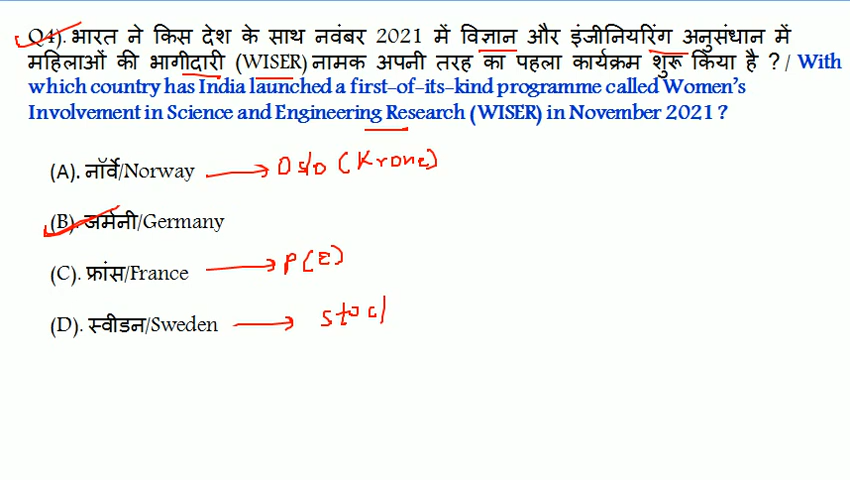 Q4). भारत ने किस देश के साथ नवंबर 2021 में विज्ञान और इंजीनियरिंग अनुसंधान में
महिलाओं की भागीदारी (WISER) नामक अपनी तरह का पहला कार्यक्रम शुरू किया है ? / With
which country has India launched a first-of-its-kind programme called Women's
Involvement in Science and Engineering Research (WISER) in November 2021 ?
(A). नॉर्वे/Norway → Oslo (Krone)
(B). जर्मनी/Germany
(C). फ्रांस/France → P(E)
(D). स्वीडन/Sweden → Stocl